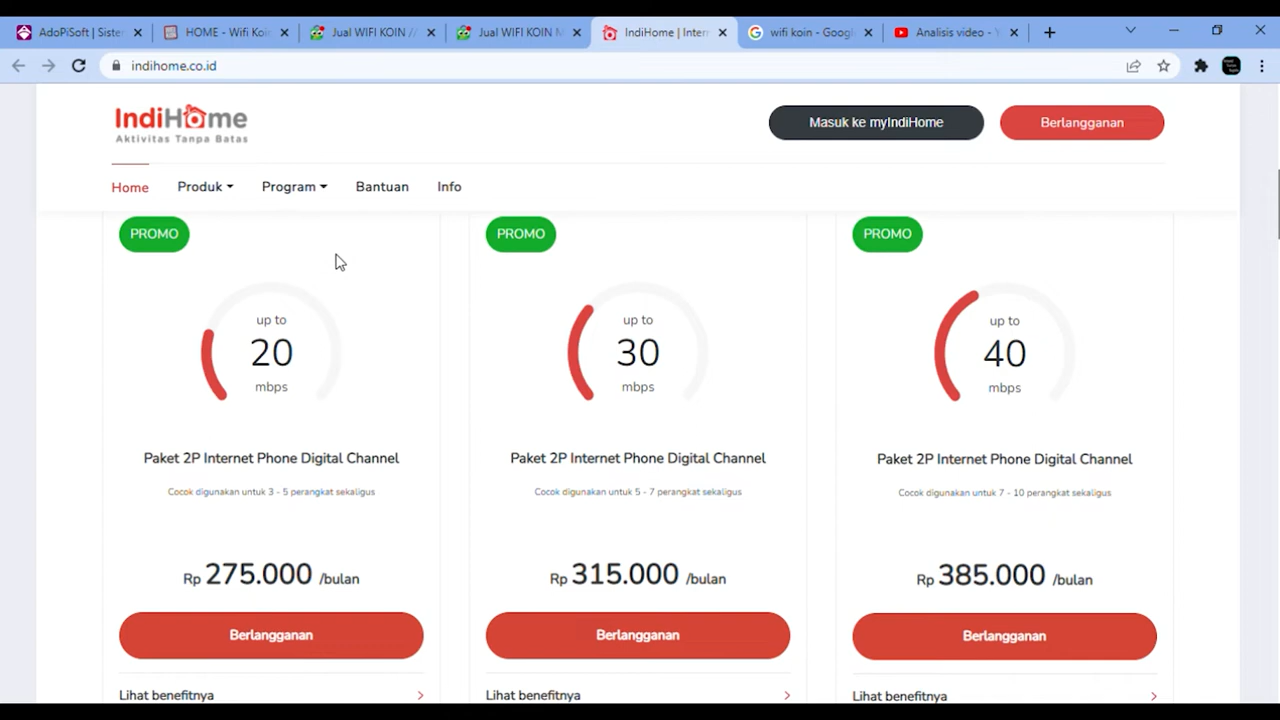 AdoPiSoft | Sister
HOME - Wifi Koin
Jual WIFI KOIN //
Jual WIFI KOIN M
IndiHome | Intern
wifi koin - Googl
Analisis video - Y
indihome.co.id
IndiHome
Aktivitas Tanpa Batas
Masuk ke myIndiHome
Berlangganan
Home
Produk
Program
Bantuan
Info
PROMO
up to
20
mbps
Paket 2P Internet Phone Digital Channel
Cocok digunakan untuk 3 - 5 perangkat sekaligus
Rp 275.000 /bulan
Berlangganan
Lihat benefitnya
PROMO
up to
30
mbps
Paket 2P Internet Phone Digital Channel
Cocok digunakan untuk 5 - 7 perangkat sekaligus
Rp 315.000 /bulan
Berlangganan
Lihat benefitnya
PROMO
up to
40
mbps
Paket 2P Internet Phone Digital Channel
Cocok digunakan untuk 7 - 10 perangkat sekaligus
Rp 385.000 /bulan
Berlangganan
Lihat benefitnya